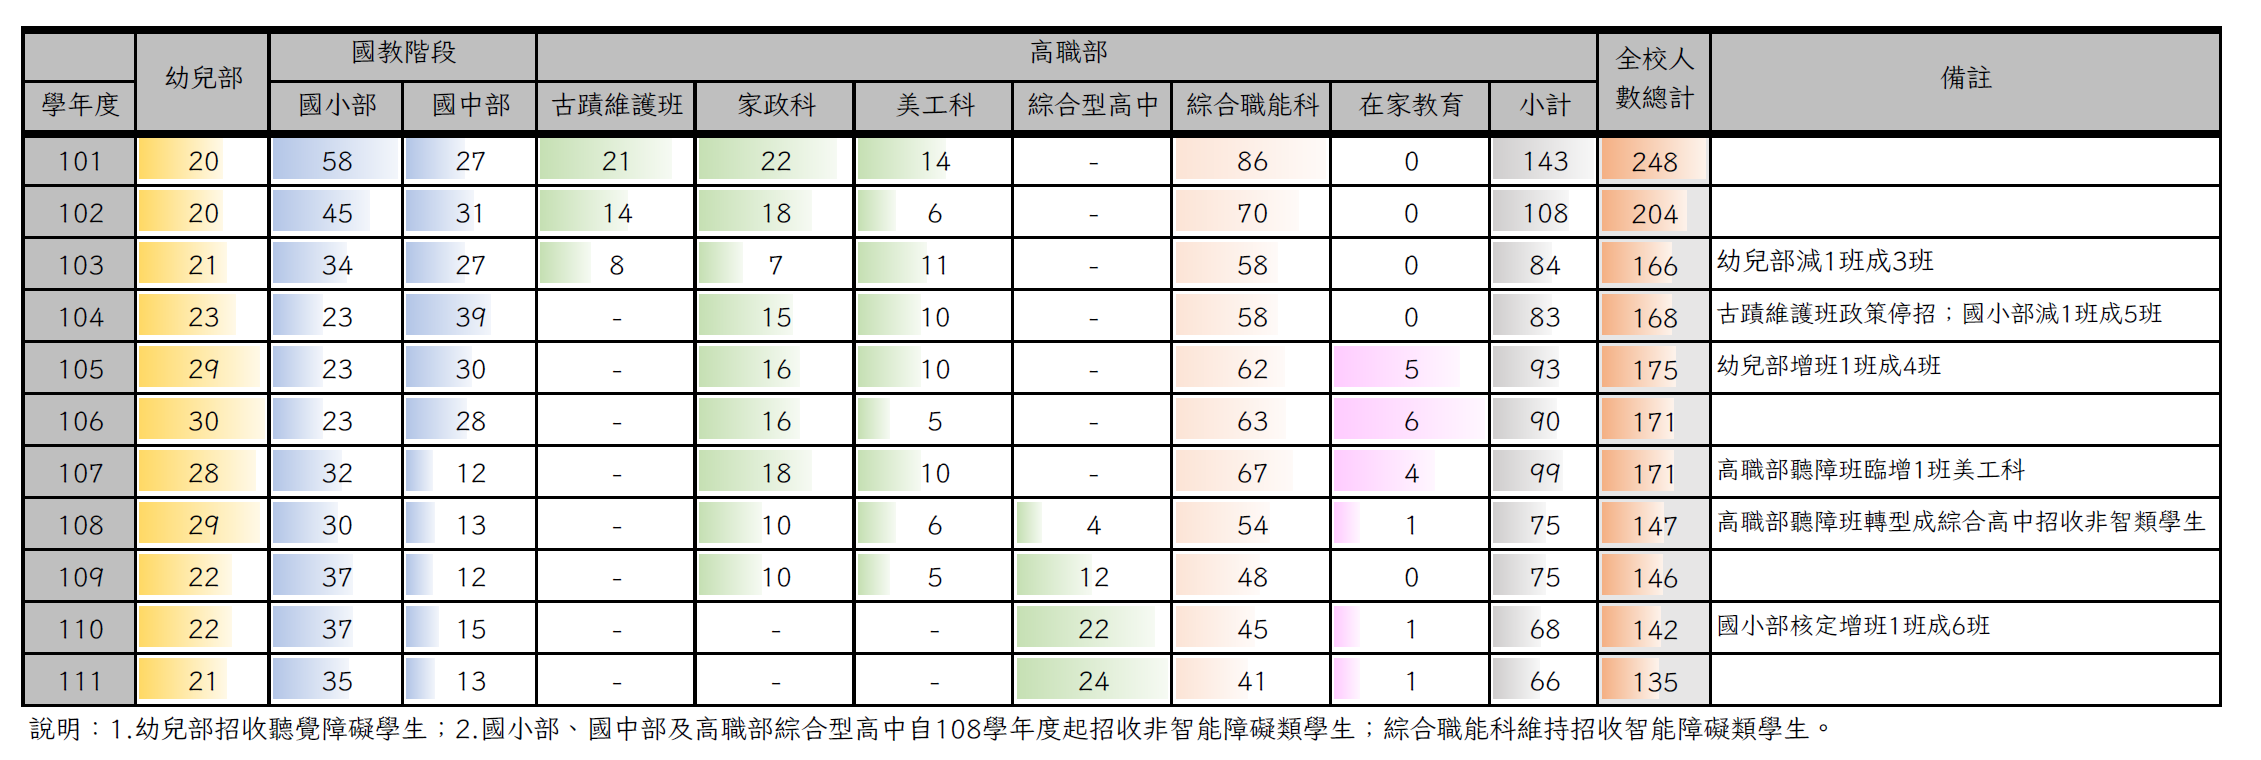 國教階段 高職部
幼兒部 全校人數總計 備註
學年度 國小部 國中部 古蹟維護班 家政科 美工科 綜合型高中 綜合職能科 在家教育 小計
101 20 58 27 21 22 14 - 86 0 143 248
102 20 45 31 14 18 6 - 70 0 108 204
103 21 34 27 8 7 11 - 58 0 84 166 幼兒部減1班成3班
104 23 23 39 - 15 10 - 58 0 83 168 古蹟維護班政策停招；國小部減1班成5班
105 29 23 30 - 16 10 - 62 5 93 175 幼兒部增班1班成4班
106 30 23 28 - 16 5 - 63 6 90 171
107 28 32 12 - 18 10 - 67 4 99 171 高職部聽障班臨增1班美工科
108 29 30 13 - 10 6 4 54 1 75 147 高職部聽障班轉型成綜合高中招收非智類學生
109 22 37 12 - 10 5 12 48 0 75 146
110 22 37 15 - - - 22 45 1 68 142 國小部核定增班1班成6班
111 21 35 13 - - - 24 41 1 66 135
說明：1.幼兒部招收聽覺障礙學生；2.國小部、國中部及高職部綜合型高中自108學年度起招收非智能障礙類學生；綜合職能科維持招收智能障礙類學生。